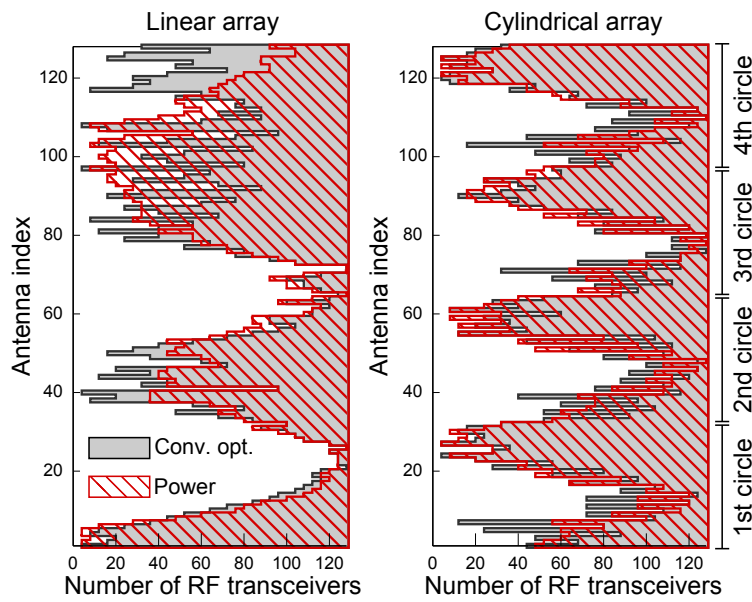 Linear array
Cylindrical array
Antenna index
120
100
80
60
40
20
Conv. opt.
Power
0 20 40 60 80 100 120
Number of RF transceivers
Antenna index
120
100
80
60
40
20
0 20 40 60 80 100 120
Number of RF transceivers
4th circle
3rd circle
2nd circle
1st circle